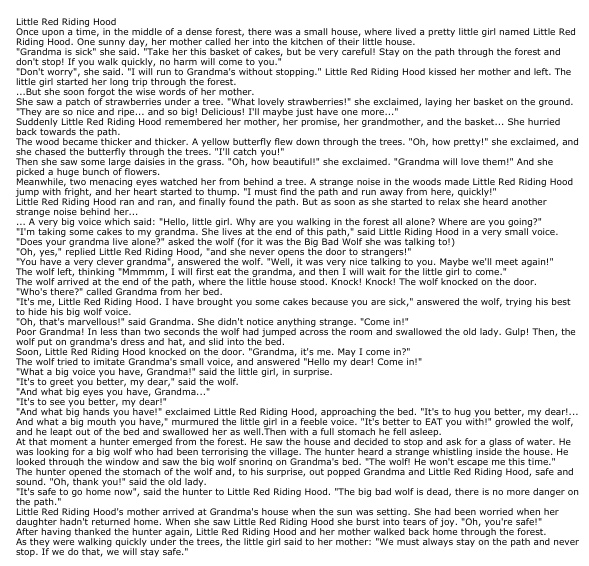 Little Red Riding Hood
Once upon a time, in the middle of a dense forest, there was a small house, where lived a pretty little girl named Little Red
Riding Hood. One sunny day, her mother called her into the kitchen of their little house.
"Grandma is sick" she said. "Take her this basket of cakes, but be very careful! Stay on the path through the forest and
don't stop! If you walk quickly, no harm will come to you."
"Don't worry", she said. "I will run to Grandma's without stopping." Little Red Riding Hood kissed her mother and left. The
little girl started her long trip through the forest.
...But she soon forgot the wise words of her mother.
She saw a patch of strawberries under a tree. "What lovely strawberries!" she exclaimed, laying her basket on the ground.
"They are so nice and ripe... and so big! Delicious! I'll maybe just have one more..."
Suddenly Little Red Riding Hood remembered her mother, her promise, her grandmother, and the basket... She hurried
back towards the path.
The wood became thicker and thicker. A yellow butterfly flew down through the trees. "Oh, how pretty!" she exclaimed, and
she chased the butterfly through the trees. "I'll catch you!"
Then she saw some large daisies in the grass. "Oh, how beautiful!" she exclaimed. "Grandma will love them!" And she
picked a huge bunch of flowers.
Meanwhile, two menacing eyes watched her from behind a tree. A strange noise in the woods made Little Red Riding Hood
jump with fright, and her heart started to thump. "I must find the path and run away from here, quickly!"
Little Red Riding Hood ran and ran, and finally found the path. But as soon as she started to relax she heard another
strange noise behind her...
... A very big voice which said: "Hello, little girl. Why are you walking in the forest all alone? Where are you going?"
"I'm taking some cakes to my grandma. She lives at the end of this path," said Little Red Riding Hood in a very small voice.
"Does your grandma live alone?" asked the wolf (for it was the Big Bad Wolf she was talking to!)
"Oh, yes," replied Little Red Riding Hood, "and she never opens the door to strangers!"
"You have a very clever grandma", answered the wolf. "Well, it was very nice talking to you. Maybe we'll meet again!"
The wolf left, thinking "Mmmmm, I will first eat the grandma, and then I will wait for the little girl to come."
The wolf arrived at the end of the path, where the little house stood. Knock! Knock! The wolf knocked on the door.
"Who's there?" called Grandma from her bed.
"It's me, Little Red Riding Hood. I have brought you some cakes because you are sick," answered the wolf, trying his best
to hide his big wolf voice.
"Oh, that's marvellous!" said Grandma. She didn't notice anything strange. "Come in!"
Poor Grandma! In less than two seconds the wolf had jumped across the room and swallowed the old lady. Gulp! Then, the
wolf put on grandma's dress and hat, and slid into the bed.
Soon, Little Red Riding Hood knocked on the door. "Grandma, it's me. May I come in?"
The wolf tried to imitate Grandma's small voice, and answered "Hello my dear! Come in!"
"What a big voice you have, Grandma!" said the little girl, in surprise.
"It's to greet you better, my dear," said the wolf.
"And what big eyes you have, Grandma..."
"It's to see you better, my dear!"
"And what big hands you have!" exclaimed Little Red Riding Hood, approaching the bed. "It's to hug you better, my dear!...
And what a big mouth you have," murmured the little girl in a feeble voice. "It's better to EAT you with!" growled the wolf,
and he leapt out of the bed and swallowed her as well.Then with a full stomach he fell asleep.
At that moment a hunter emerged from the forest. He saw the house and decided to stop and ask for a glass of water. He
was looking for a big wolf who had been terrorising the village. The hunter heard a strange whistling inside the house. He
looked through the window and saw the big wolf snoring on Grandma's bed. "The wolf! He won't escape me this time."
The hunter opened the stomach of the wolf and, to his surprise, out popped Grandma and Little Red Riding Hood, safe and
sound. "Oh, thank you!" said the old lady.
"It's safe to go home now", said the hunter to Little Red Riding Hood. "The big bad wolf is dead, there is no more danger on
the path."
Little Red Riding Hood's mother arrived at Grandma's house when the sun was setting. She had been worried when her
daughter hadn't returned home. When she saw Little Red Riding Hood she burst into tears of joy. "Oh, you're safe!"
After having thanked the hunter again, Little Red Riding Hood and her mother walked back home through the forest.
As they were walking quickly under the trees, the little girl said to her mother: "We must always stay on the path and never
stop. If we do that, we will stay safe."